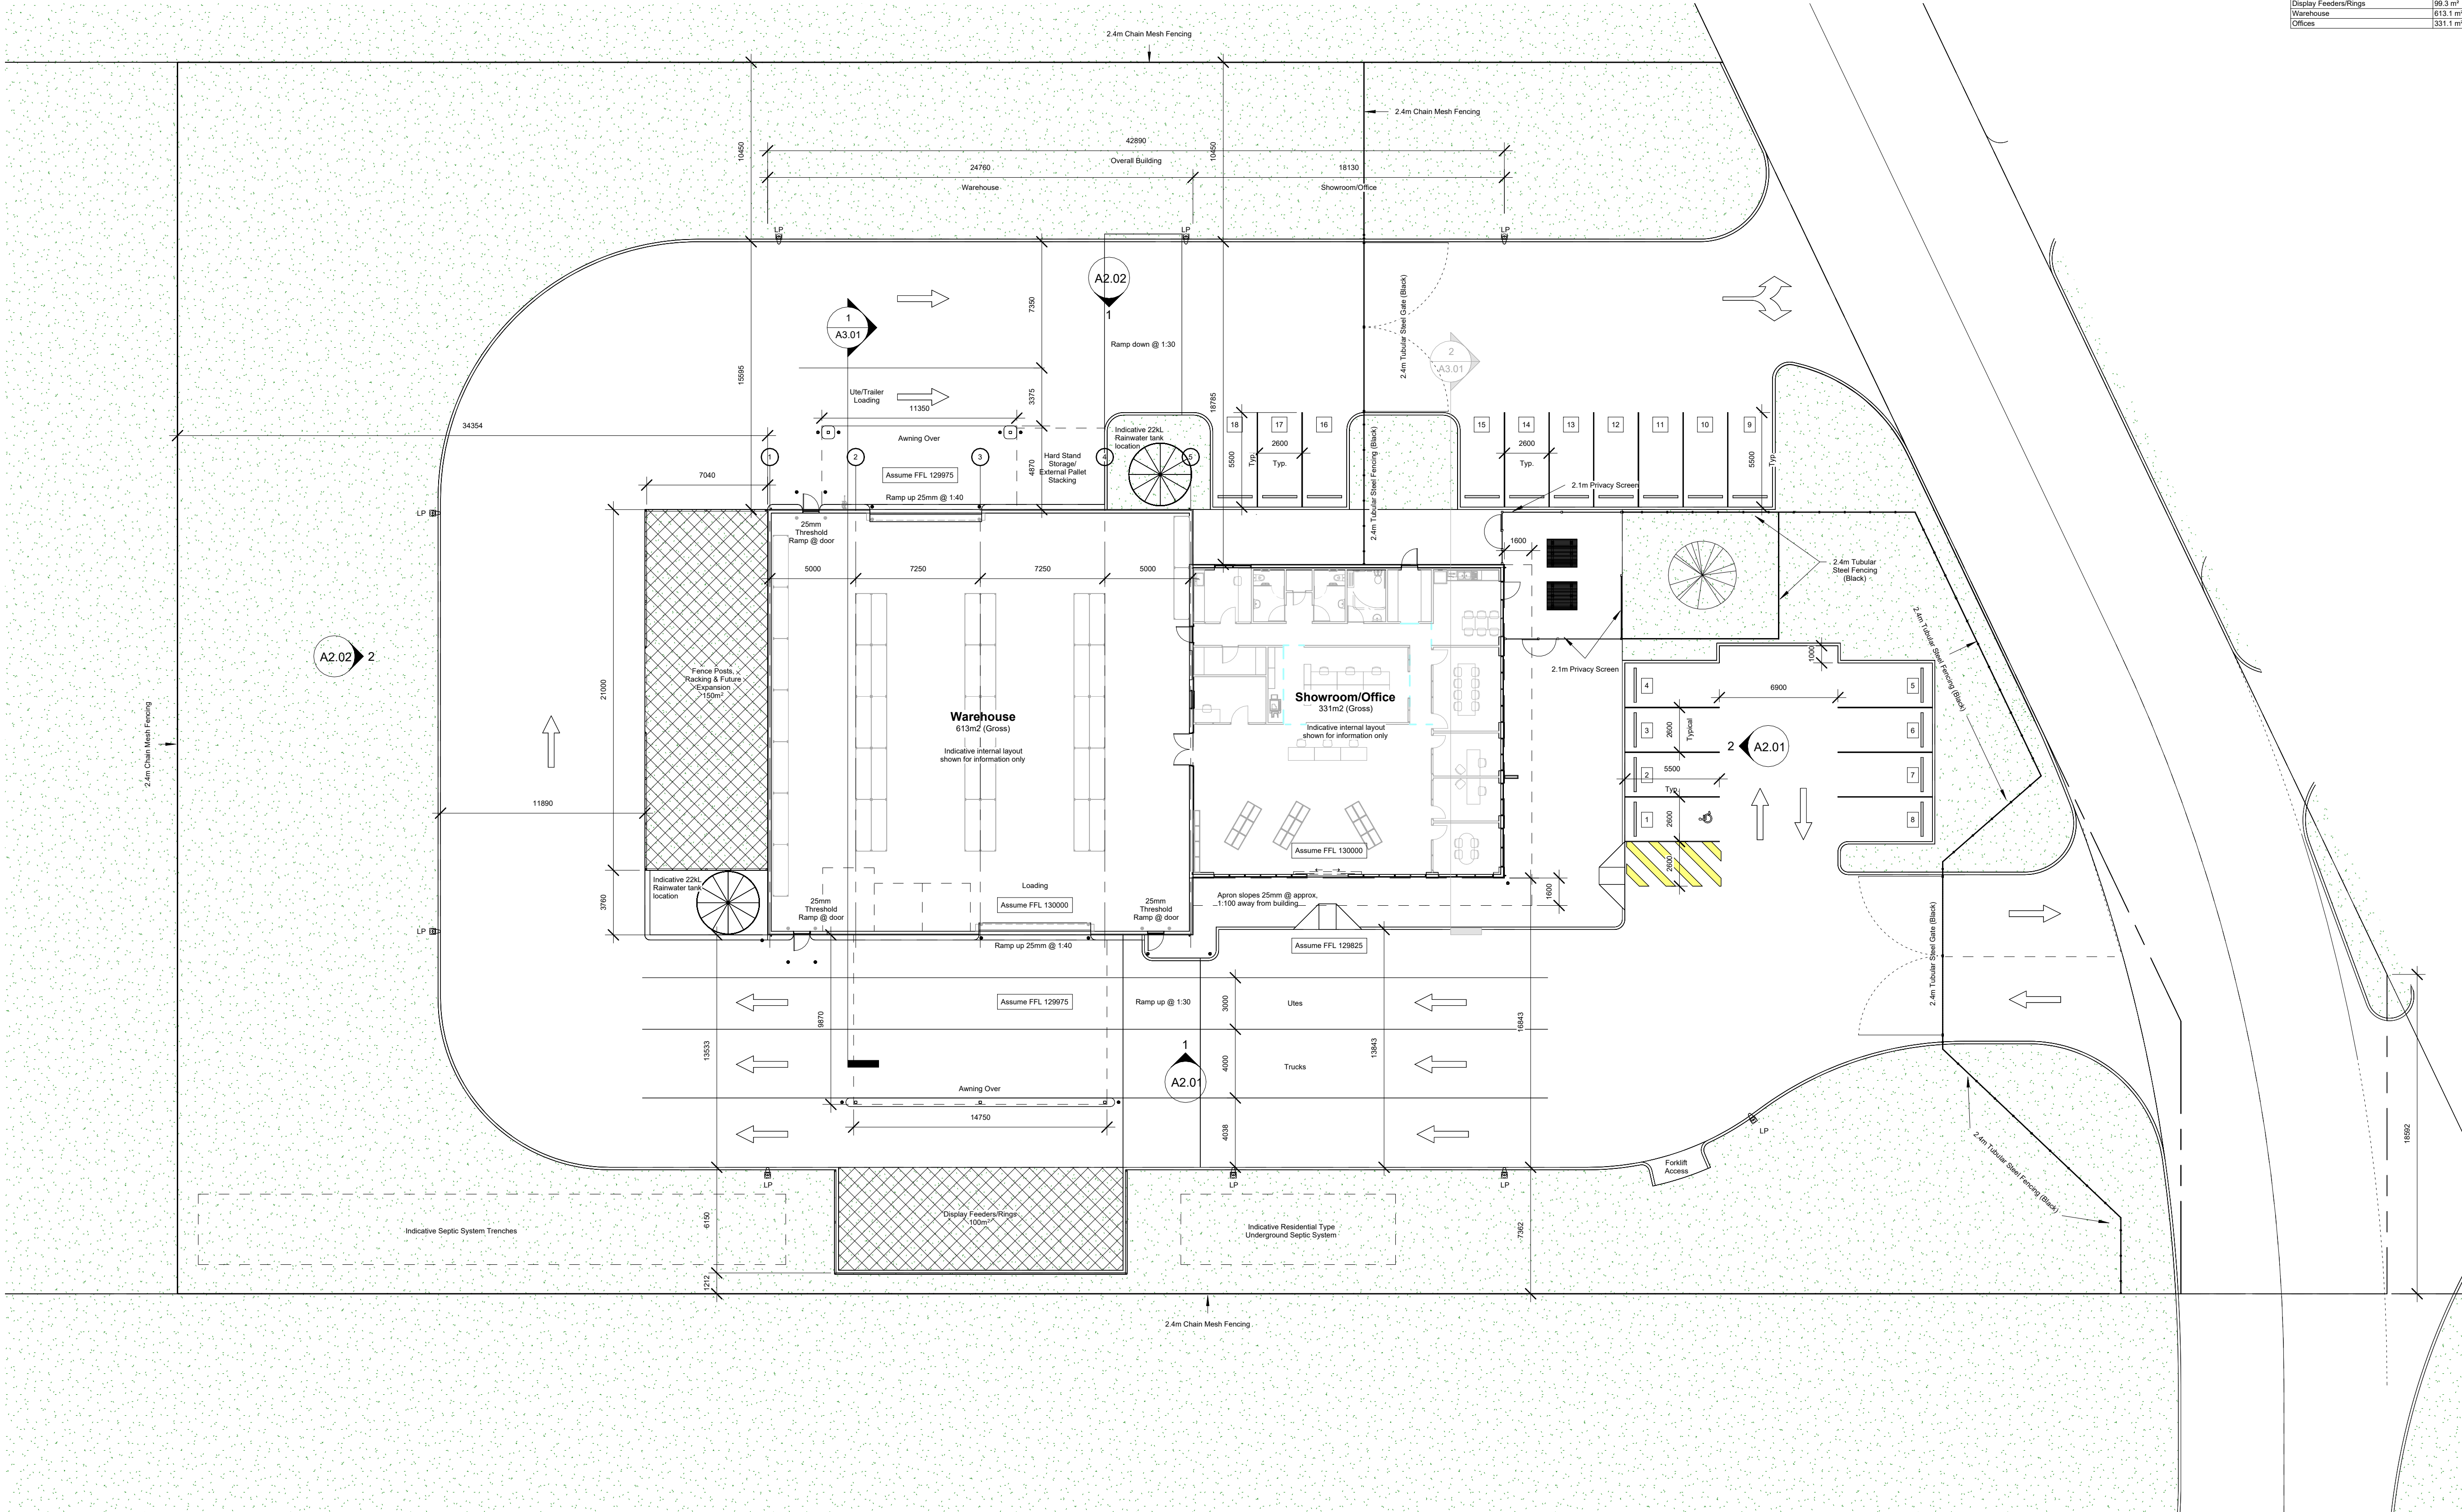 Display Feeders/Rings 99.3 m²
Warehouse 613.1 m²
Offices 331.1 m²
2.4m Chain Mesh Fencing
2.4m Chain Mesh Fencing
42890
Overall Building
24760
18130
Warehouse
Showroom/Office
10450
10450
LP
LP
LP
A2.02
1
1
A3.01
7350
Ramp down @ 1:30
2.4m Tubular Steel Gate (Black)
2
A3.01
15595
Ute/Trailer
Loading
11350
3375
18785
34354
Awning Over
Indicative 22kL
Rainwater tank
location
18
17
16
15
14
13
12
11
10
9
2600
Typ.
2600
Typ.
5500
Typ.
5500
Typ.
1
2
3
4
5
Hard Stand
Storage/
External Pallet
Stacking
4870
Assume FFL 129975
Ramp up 25mm @ 1:40
7040
2.4m Tubular Steel Fencing (Black)
2.1m Privacy Screen
LP
25mm
Threshold
Ramp @ door
1600
5000
7250
7250
5000
2.4m Tubular
Steel Fencing
(Black)
2.4m Tubular Steel Fencing (Black)
A2.02
2
Fence Posts,
Racking & Future
Expansion
150m²
21000
2.1m Privacy Screen
1000
4
5
6900
Showroom/Office
331m2 (Gross)
Indicative internal layout
shown for information only
Warehouse
613m2 (Gross)
Indicative internal layout
shown for information only
2.4m Chain Mesh Fencing
3
2600
Typical
6
2
A2.01
2
5500
Typ.
7
1
2600
8
2600
11890
Assume FFL 130000
Indicative 22kL
Rainwater tank
location
3760
LP
Loading
Assume FFL 130000
25mm
Threshold
Ramp @ door
25mm
Threshold
Ramp @ door
Apron slopes 25mm @ approx.
1:100 away from building
1600
Ramp up 25mm @ 1:40
Assume FFL 129825
2.4m Tubular Steel Gate (Black)
Assume FFL 129975
Ramp up @ 1:30
3000
Utes
9870
13533
16843
13843
1
A2.01
4000
Trucks
Awning Over
14750
4038
LP
18592
2.4m Tubular Steel Fencing (Black)
Forklift
Access
LP
LP
LP
Indicative Septic System Trenches
6150
Display Feeders/Rings
100m²
Indicative Residential Type
Underground Septic System
7362
1212
2.4m Chain Mesh Fencing